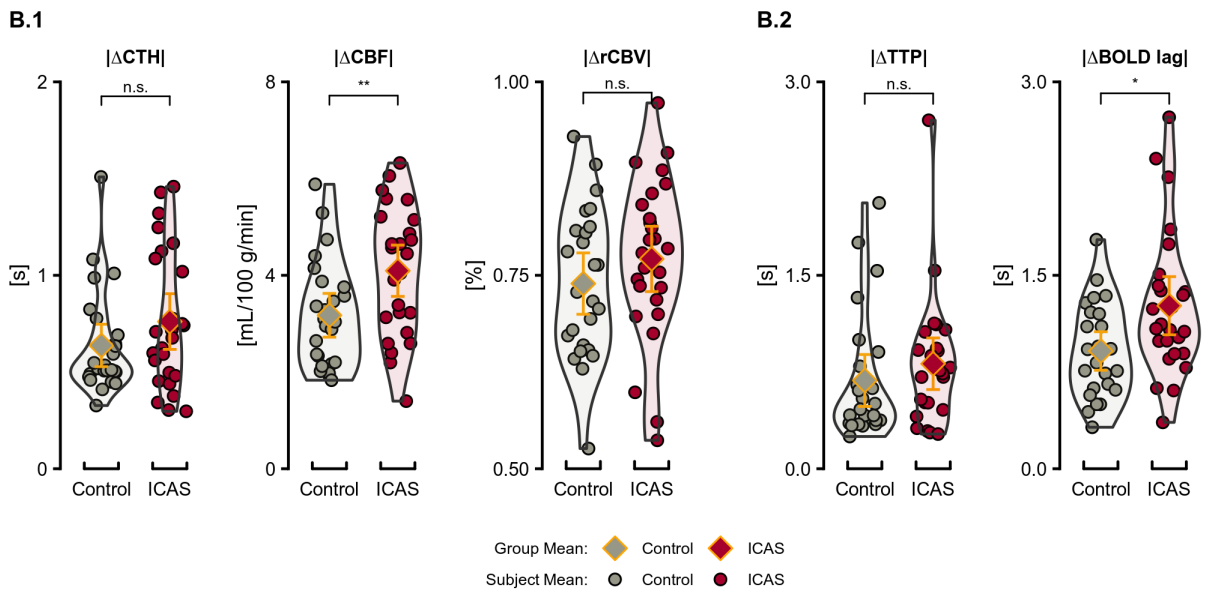 B.1
B.2
|ΔCTH|
|ΔCBF|
|ΔrCBV|
|ΔTTP|
|ΔBOLD lag|
2
n.s.
1
[s]
0
Control
ICAS
8
**
4
[mL/100 g/min]
0
Control
ICAS
1.00
n.s.
0.75
[%]
0.50
Control
ICAS
3.0
n.s.
1.5
[s]
0.0
Control
ICAS
3.0
*
1.5
[s]
0.0
Control
ICAS
Group Mean: Control ICAS
Subject Mean: Control ICAS